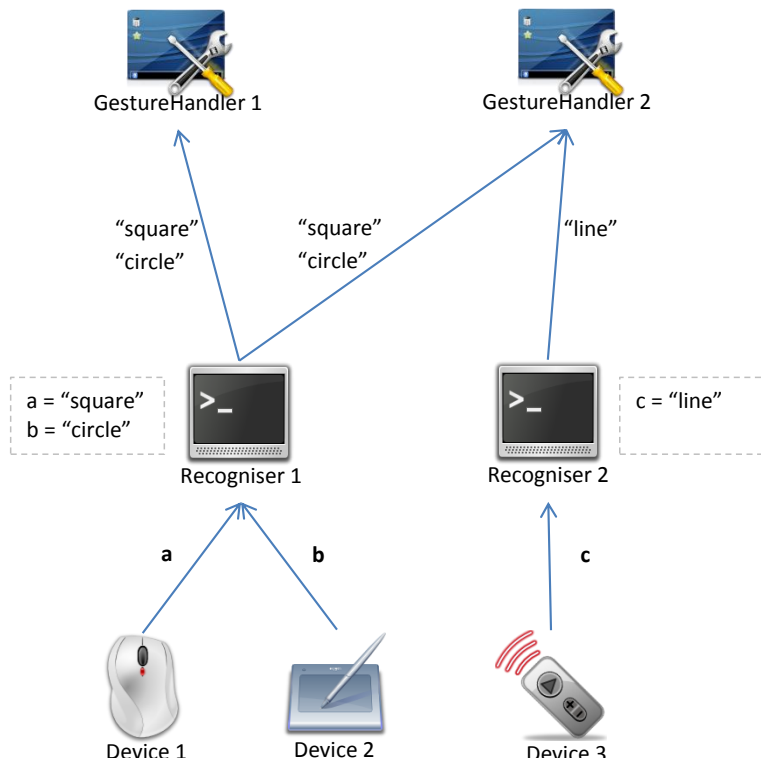 GestureHandler 1
GestureHandler 2
“square”
“circle”
“square”
“circle”
“line”
a = “square”
b = “circle”
>_
>_
c = “line”
Recogniser 1
Recogniser 2
a
b
c
Device 1
Device 2
Device 3